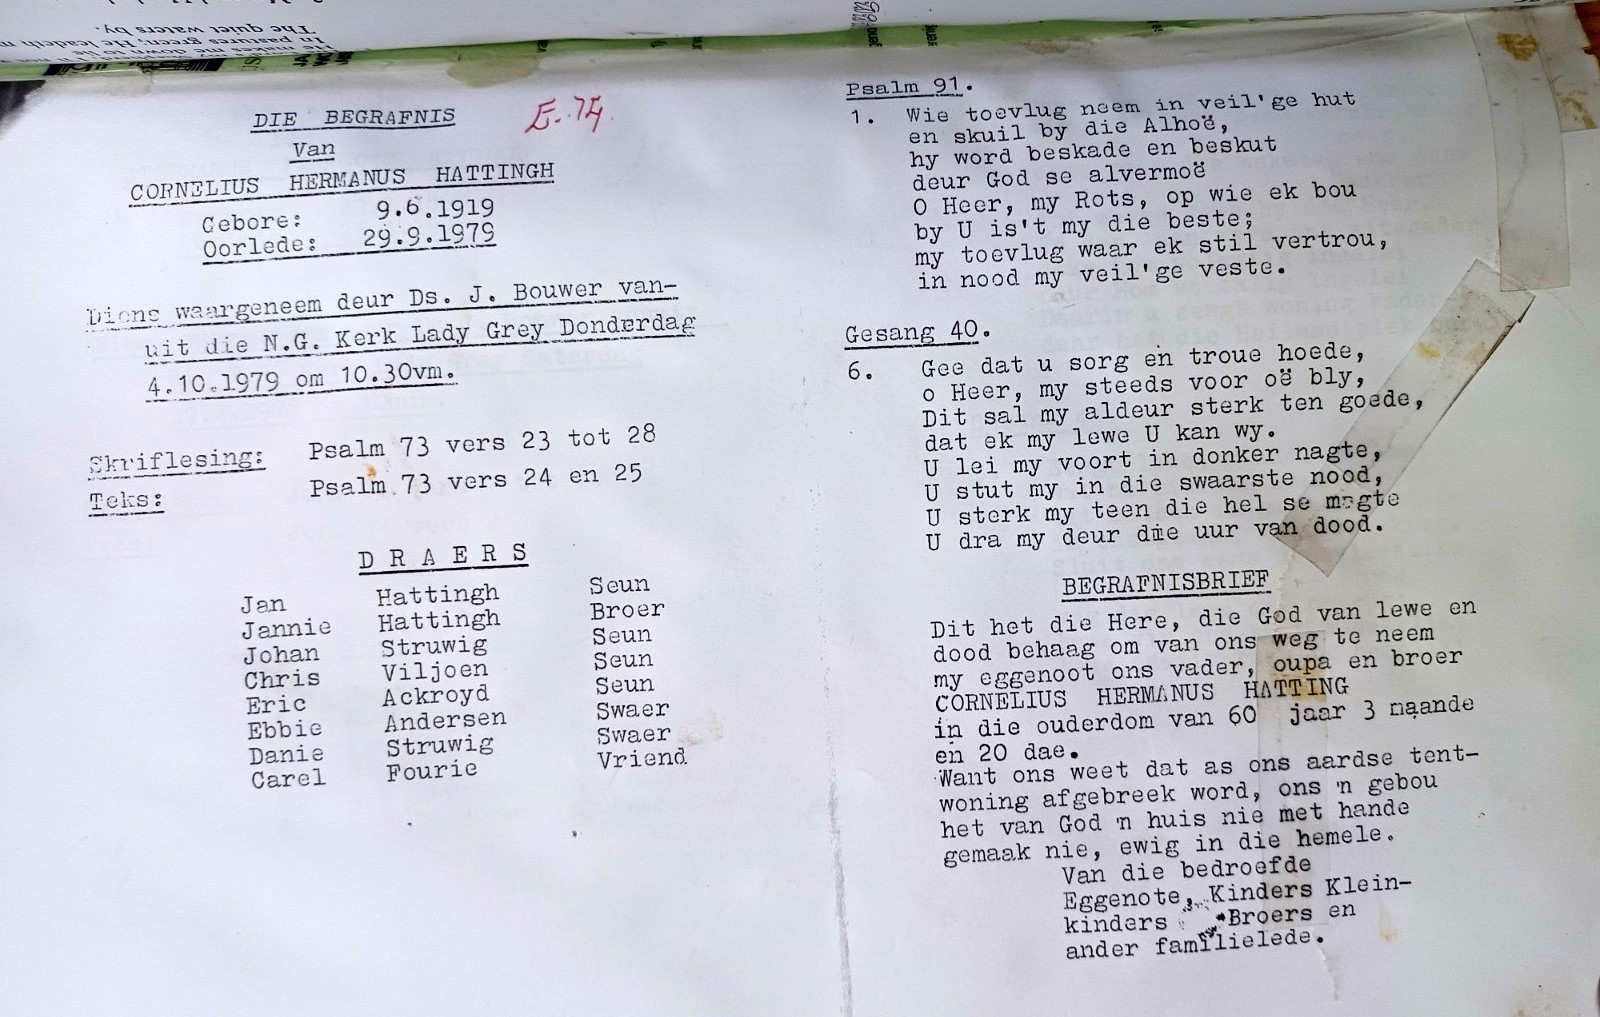 DIE BEGRAFNIS
E.74.
Van
CORNELIUS HERMANUS HATTINGH
Gebore: 9.6.1919
Oorlede: 29.9.1979
Diens waargeneem deur Ds. J. Bouwer van-
uit die N.G. Kerk Lady Grey Donderdag
4.10.1979 om 10.30vm.
Skriflesing: Psalm 73 vers 23 tot 28
Teks: Psalm 73 vers 24 en 25
DRAERS
Jan Hattingh Seun
Jannie Hattingh Broer
Johan Struwig Seun
Chris Viljoen Seun
Eric Ackroyd Seun
Ebbie Andersen Swaer
Danie Struwig Swaer
Carel Fourie Vriend
Psalm 91.
1. Wie toevlug neem in veil'ge hut
en skuil by die Alhoë,
hy word beskade en beskut
deur God se alvermoë
O Heer, my Rots, op wie ek bou
by U is't my die beste;
my toevlug waar ek stil vertrou,
in nood my veil'ge veste.
Gesang 40.
6. Gee dat u sorg en troue hoede,
o Heer, my steeds voor oë bly,
Dit sal my aldeur sterk ten goede,
dat ek my lewe U kan wy.
U lei my voort in donker nagte,
U stut my in die swaarste nood,
U sterk my teen die hel se magte
U dra my deur die uur van dood.
BEGRAFNISBRIEF
Dit het die Here, die God van lewe en
dood behaag om van ons weg te neem
my eggenoot ons vader, oupa en broer
CORNELIUS HERMANUS HATTING
in die ouderdom van 60 jaar 3 maande
en 20 dae.
Want ons weet dat as ons aardse tent-
woning afgebreek word, ons 'n gebou
het van God 'n huis nie met hande
gemaak nie, ewig in die hemele.
Van die bedroefde
Eggenote, Kinders Klein-
kinders Broers en
ander familielede.
The quiet waters by.
In pastures green: He leadeth m